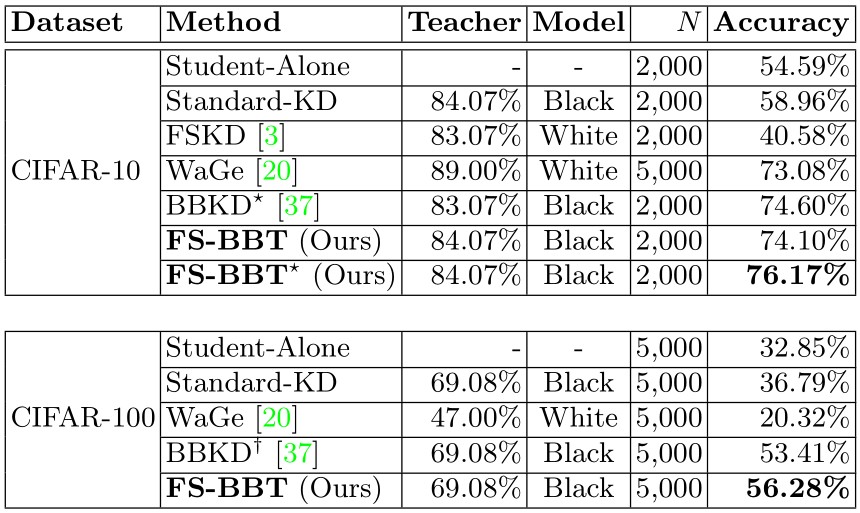 Dataset Method Teacher Model N Accuracy
Student-Alone - - 2,000 54.59%
Standard-KD 84.07% Black 2,000 58.96%
FSKD [3] 83.07% White 2,000 40.58%
CIFAR-10 WaGe [20] 89.00% White 5,000 73.08%
BBKD⋆ [37] 83.07% Black 2,000 74.60%
FS-BBT (Ours) 84.07% Black 2,000 74.10%
FS-BBT⋆ (Ours) 84.07% Black 2,000 76.17%
Student-Alone - - 5,000 32.85%
Standard-KD 69.08% Black 5,000 36.79%
CIFAR-100 WaGe [20] 47.00% White 5,000 20.32%
BBKD† [37] 69.08% Black 5,000 53.41%
FS-BBT (Ours) 69.08% Black 5,000 56.28%